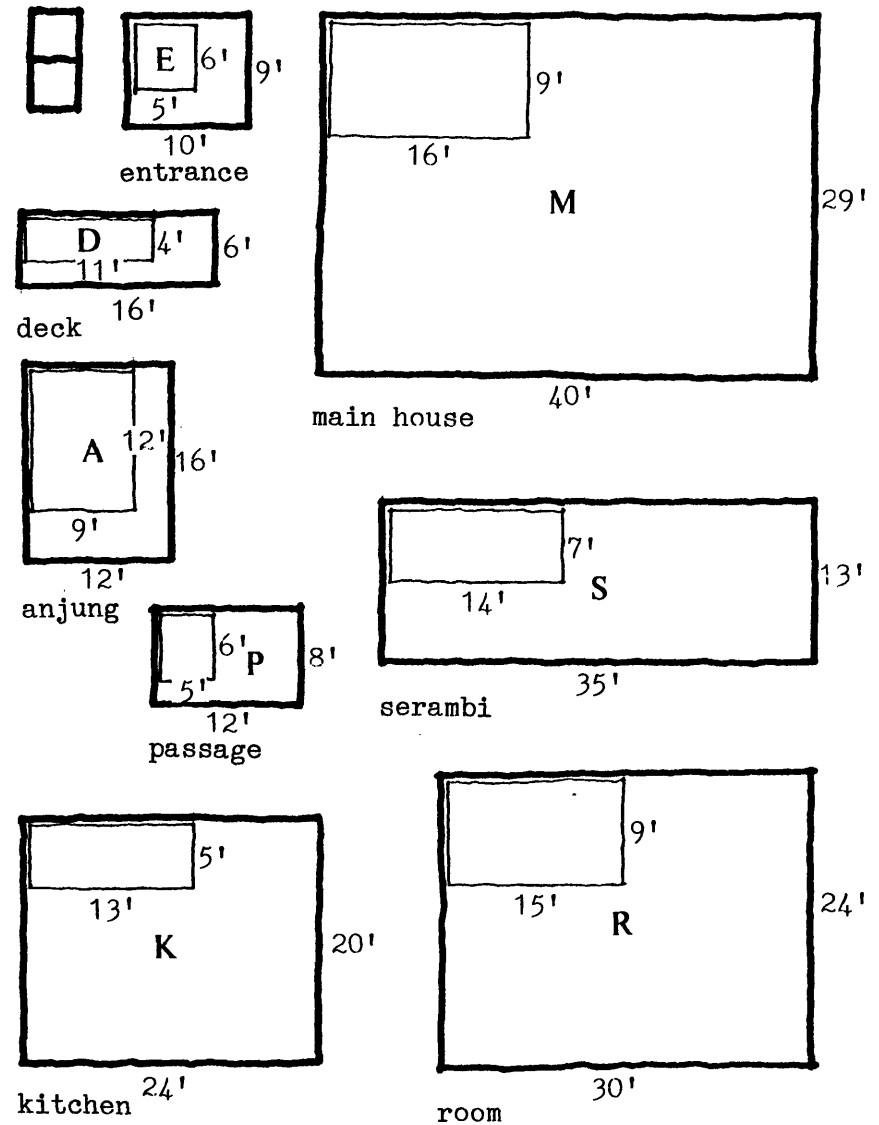 E
6'
9'
5'
10'
entrance
9'
16'
M
29'
40'
main house
D
4'
6'
11'
16'
deck
12'
A
16'
9'
12'
anjung
7'
14'
S
13'
35'
serambi
6'
P
8'
5'
12'
passage
5'
13'
K
20'
24'
kitchen
9'
15'
R
24'
30'
room